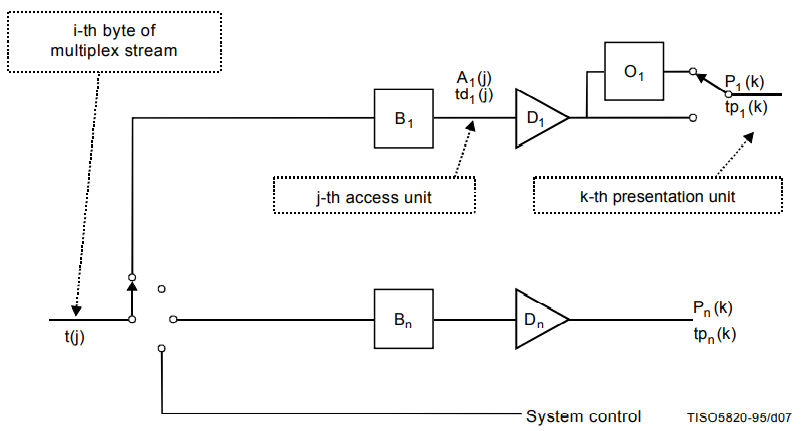 i-th byte of
multiplex stream
A1(j)
td1(j)
O1
P1(k)
tp1(k)
B1
D1
j-th access unit
k-th presentation unit
t(j)
Bn
Dn
Pn(k)
tpn(k)
System control
TISO5820-95/d07